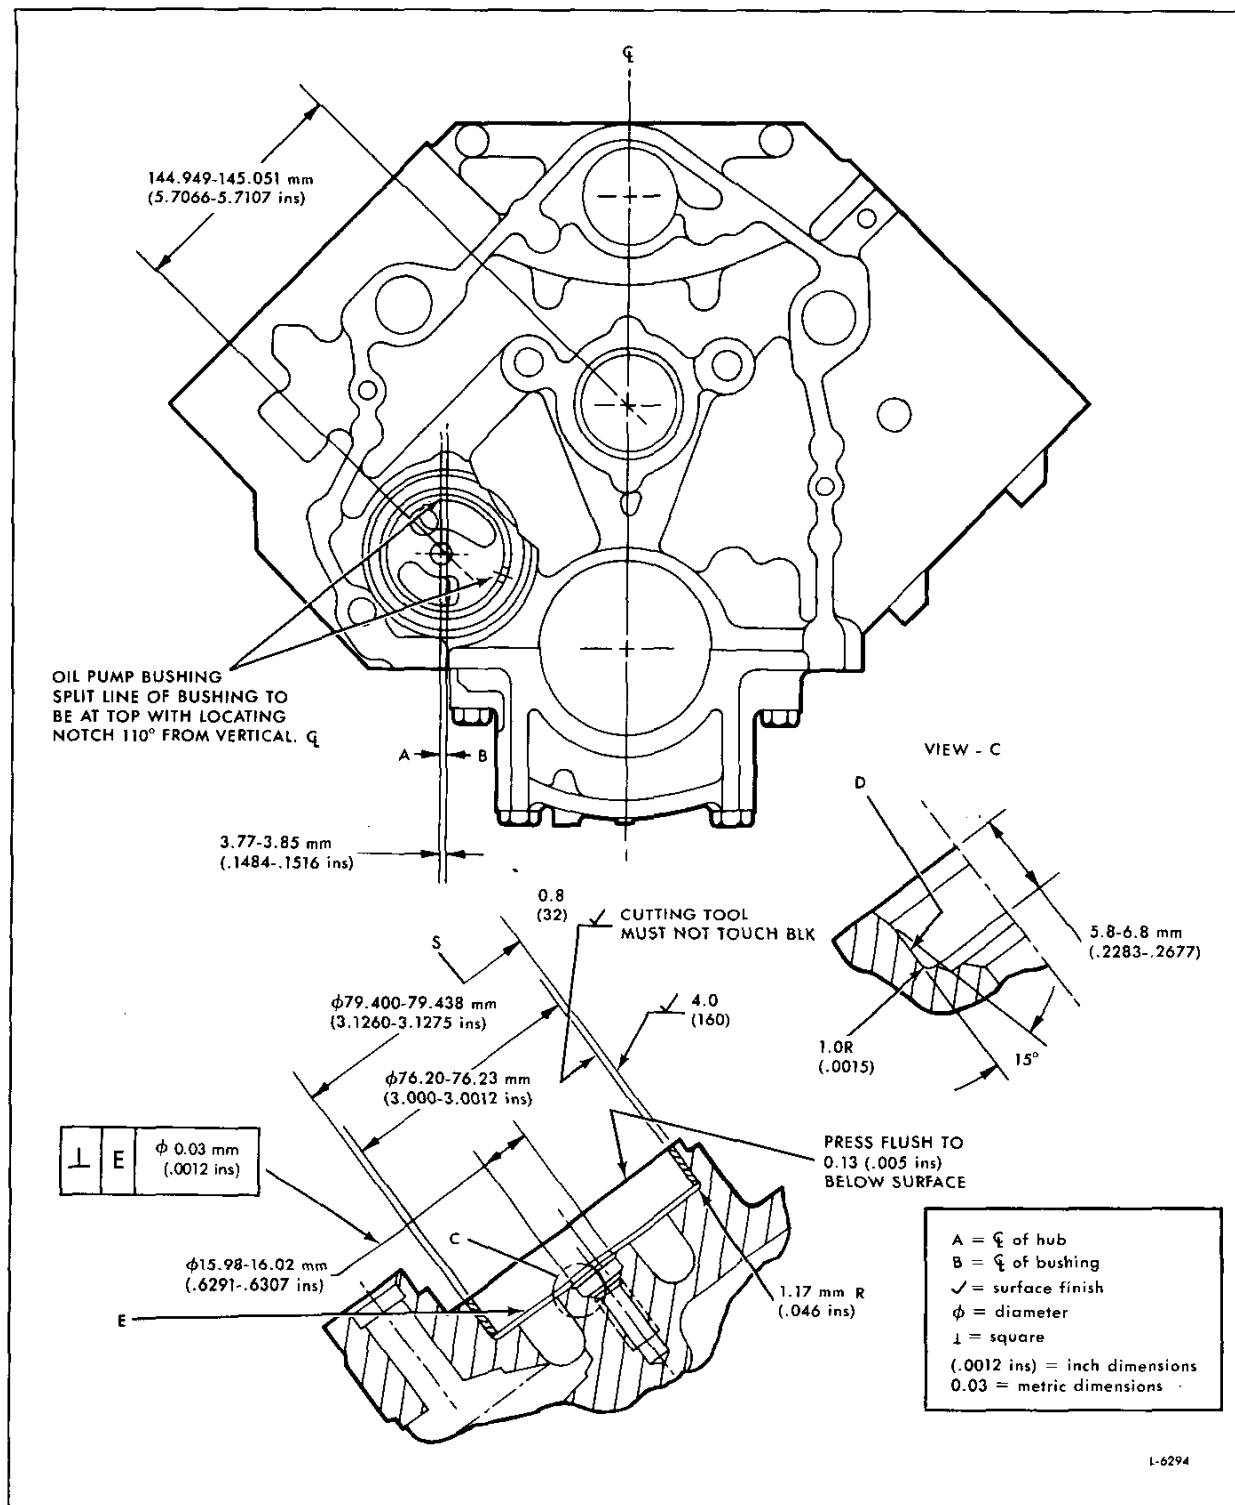 ℄
144.949-145.051 mm
(5.7066-5.7107 ins)
OIL PUMP BUSHING
SPLIT LINE OF BUSHING TO
BE AT TOP WITH LOCATING
NOTCH 110° FROM VERTICAL. ℄
A B
3.77-3.85 mm
(.1484-.1516 ins)
VIEW - C
D
5.8-6.8 mm
(.2283-.2677)
1.0R
(.0015)
15°
0.8
(32)
√ CUTTING TOOL
MUST NOT TOUCH BLK
S
ϕ79.400-79.438 mm
(3.1260-3.1275 ins)
√ 4.0
(160)
ϕ76.20-76.23 mm
(3.000-3.0012 ins)
⊥ E ϕ 0.03 mm
(.0012 ins)
PRESS FLUSH TO
0.13 (.005 ins)
BELOW SURFACE
C
ϕ15.98-16.02 mm
(.6291-.6307 ins)
E
1.17 mm R
(.046 ins)
A = ℄ of hub
B = ℄ of bushing
√ = surface finish
ϕ = diameter
⊥ = square
(.0012 ins) = inch dimensions
0.03 = metric dimensions
L-6294